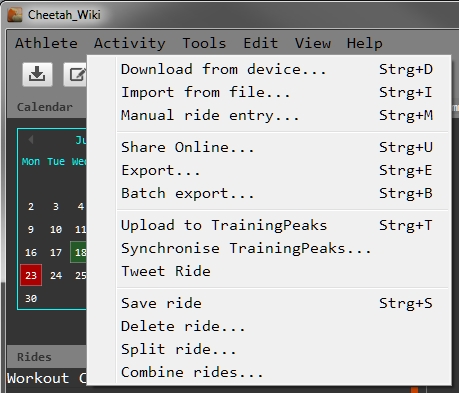 Cheetah_Wiki
Athlete Activity Tools Edit View Help
Download from device... Strg+D
Import from file... Strg+I
Manual ride entry... Strg+M
Share Online... Strg+U
Export... Strg+E
Batch export... Strg+B
Upload to TrainingPeaks Strg+T
Synchronise TrainingPeaks...
Tweet Ride
Save ride Strg+S
Delete ride...
Split ride...
Combine rides...
Calendar
Mon Tue Wed
2 3 4
9 10 11
16 17 18
23 24 25
30
Rides
Workout